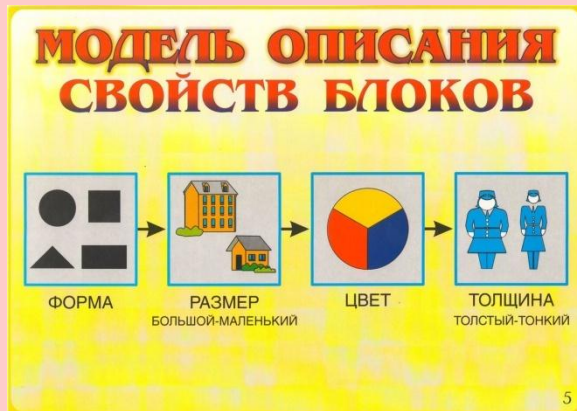 МОДЕЛЬ ОПИСАНИЯ
СВОЙСТВ БЛОКОВ
ФОРМА
РАЗМЕР
БОЛЬШОЙ-МАЛЕНЬКИЙ
ЦВЕТ
ТОЛЩИНА
ТОЛСТЫЙ-ТОНКИЙ
5